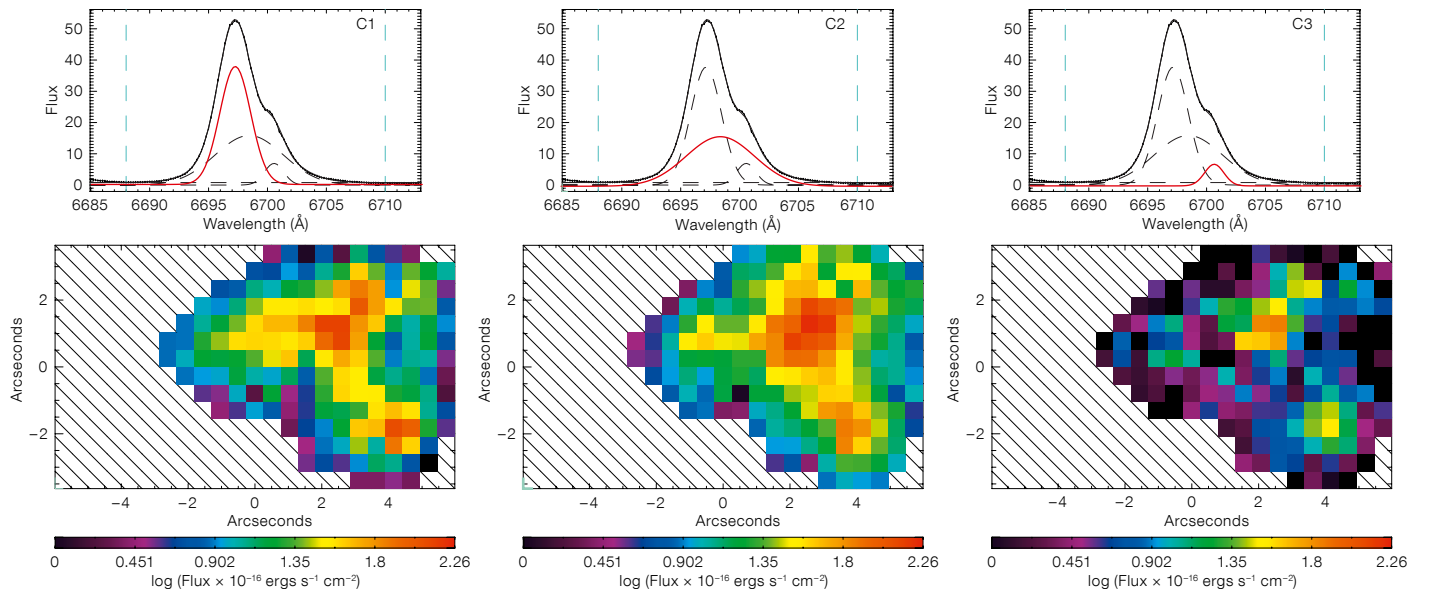 C1
C2
C3
50
40
30
20
10
0
Flux
50
40
30
20
10
0
Flux
50
40
30
20
10
0
Flux
6685 6690 6695 6700 6705 6710
6685 6690 6695 6700 6705 6710
6685 6690 6695 6700 6705 6710
Wavelength (Å)
Wavelength (Å)
Wavelength (Å)
2
0
−2
Arcseconds
2
0
−2
Arcseconds
2
0
−2
Arcseconds
−4 −2 0 2 4
−4 −2 0 2 4
−4 −2 0 2 4
Arcseconds
Arcseconds
Arcseconds
0 0.451 0.902 1.35 1.8 2.26
0 0.451 0.902 1.35 1.8 2.26
0 0.451 0.902 1.35 1.8 2.26
log (Flux × 10⁻¹⁶ ergs s⁻¹ cm⁻²)
log (Flux × 10⁻¹⁶ ergs s⁻¹ cm⁻²)
log (Flux × 10⁻¹⁶ ergs s⁻¹ cm⁻²)